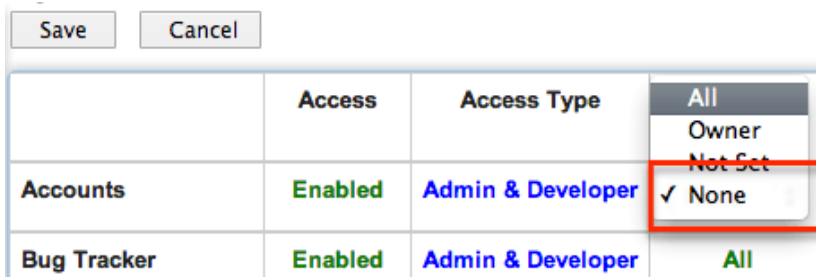 Save Cancel
Access Access Type All
Owner
Not Set
Accounts Enabled Admin & Developer ✓ None
Bug Tracker Enabled Admin & Developer All